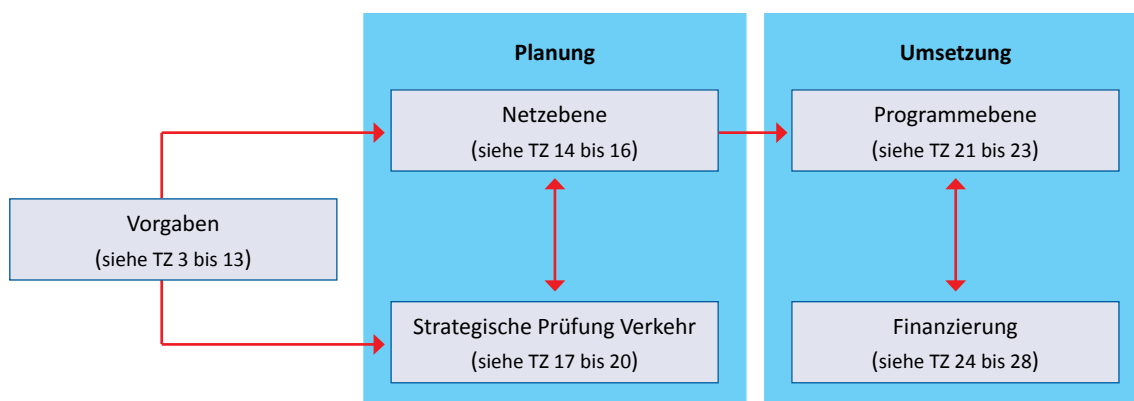 Planung
Umsetzung
Netzebene
(siehe TZ 14 bis 16)
Programmebene
(siehe TZ 21 bis 23)
Vorgaben
(siehe TZ 3 bis 13)
Strategische Prüfung Verkehr
(siehe TZ 17 bis 20)
Finanzierung
(siehe TZ 24 bis 28)